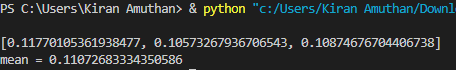 PS C:\Users\Kiran Amuthan> & python "c:/Users/Kiran Amuthan/Downl
[0.11770105361938477, 0.10573267936706543, 0.10874676704406738]
mean = 0.11072683334350586